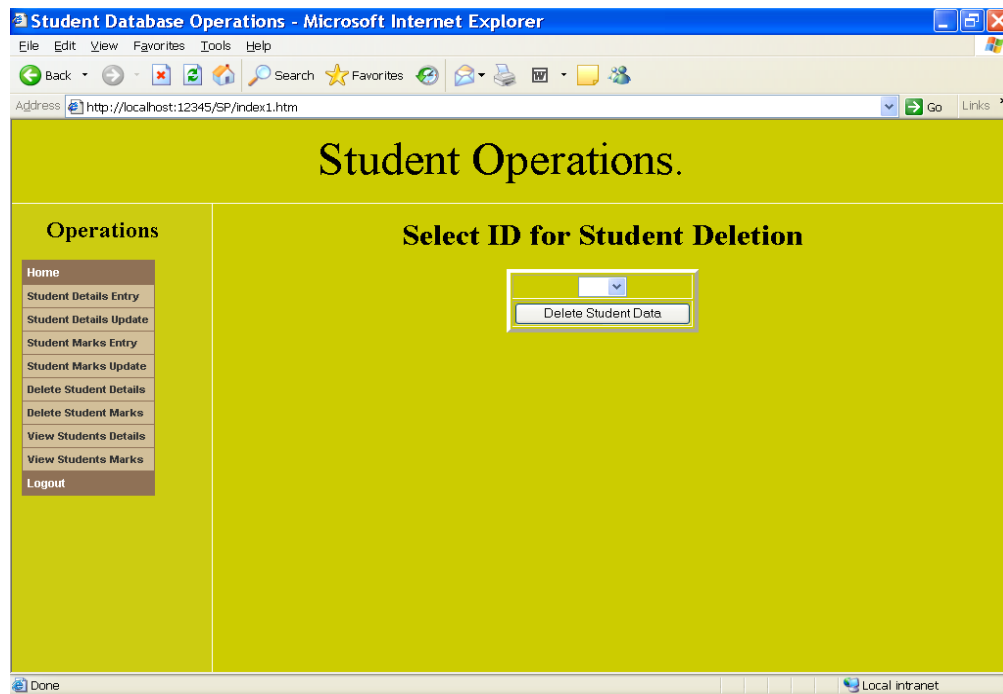 Student Database Operations - Microsoft Internet Explorer
File Edit View Favorites Tools Help
Back Search Favorites
Address http://localhost:12345/SP/index1.htm Go Links
Student Operations.
Operations
Home
Student Details Entry
Student Details Update
Student Marks Entry
Student Marks Update
Delete Student Details
Delete Student Marks
View Students Details
View Students Marks
Logout
Select ID for Student Deletion
Delete Student Data
Done Local intranet